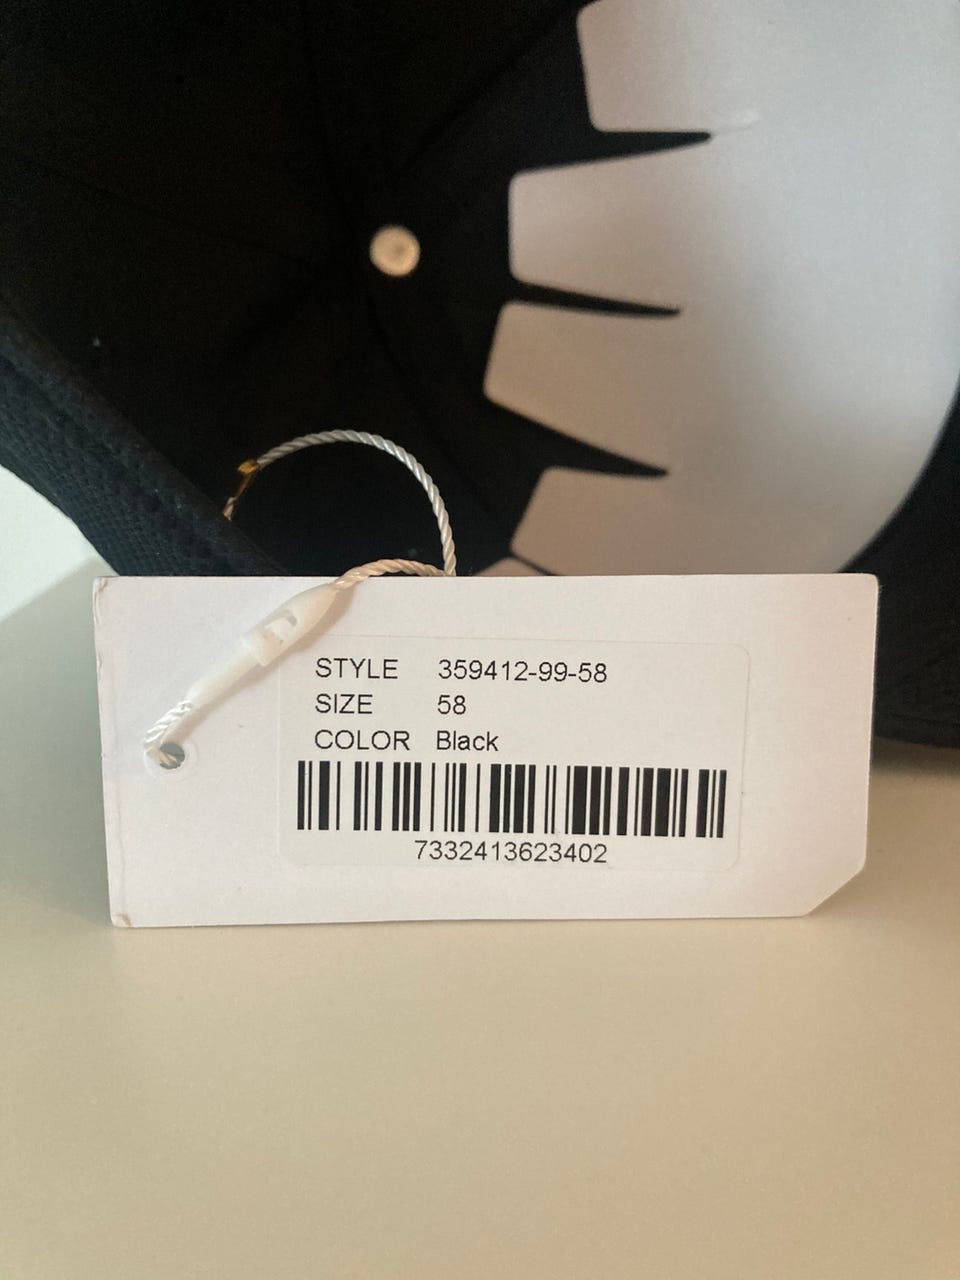 STYLE 359412-99-58
SIZE 58
COLOR Black
7332413623402